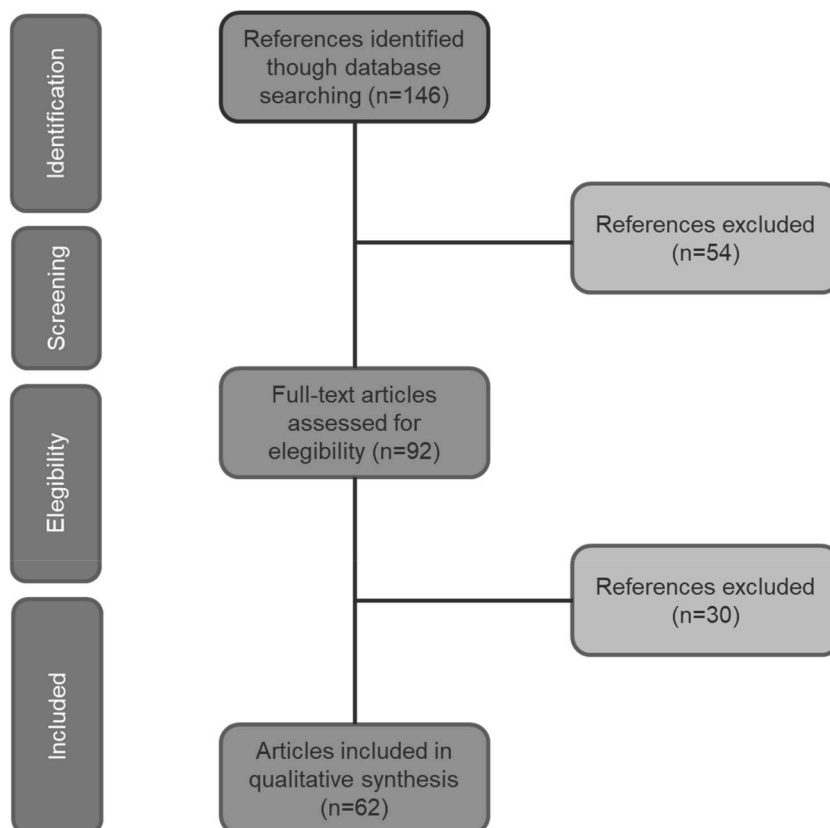 Identification
References identified
though database
searching (n=146)
References excluded
(n=54)
Screening
Full-text articles
assessed for
elegibility (n=92)
Elegibility
References excluded
(n=30)
Included
Articles included in
qualitative synthesis
(n=62)